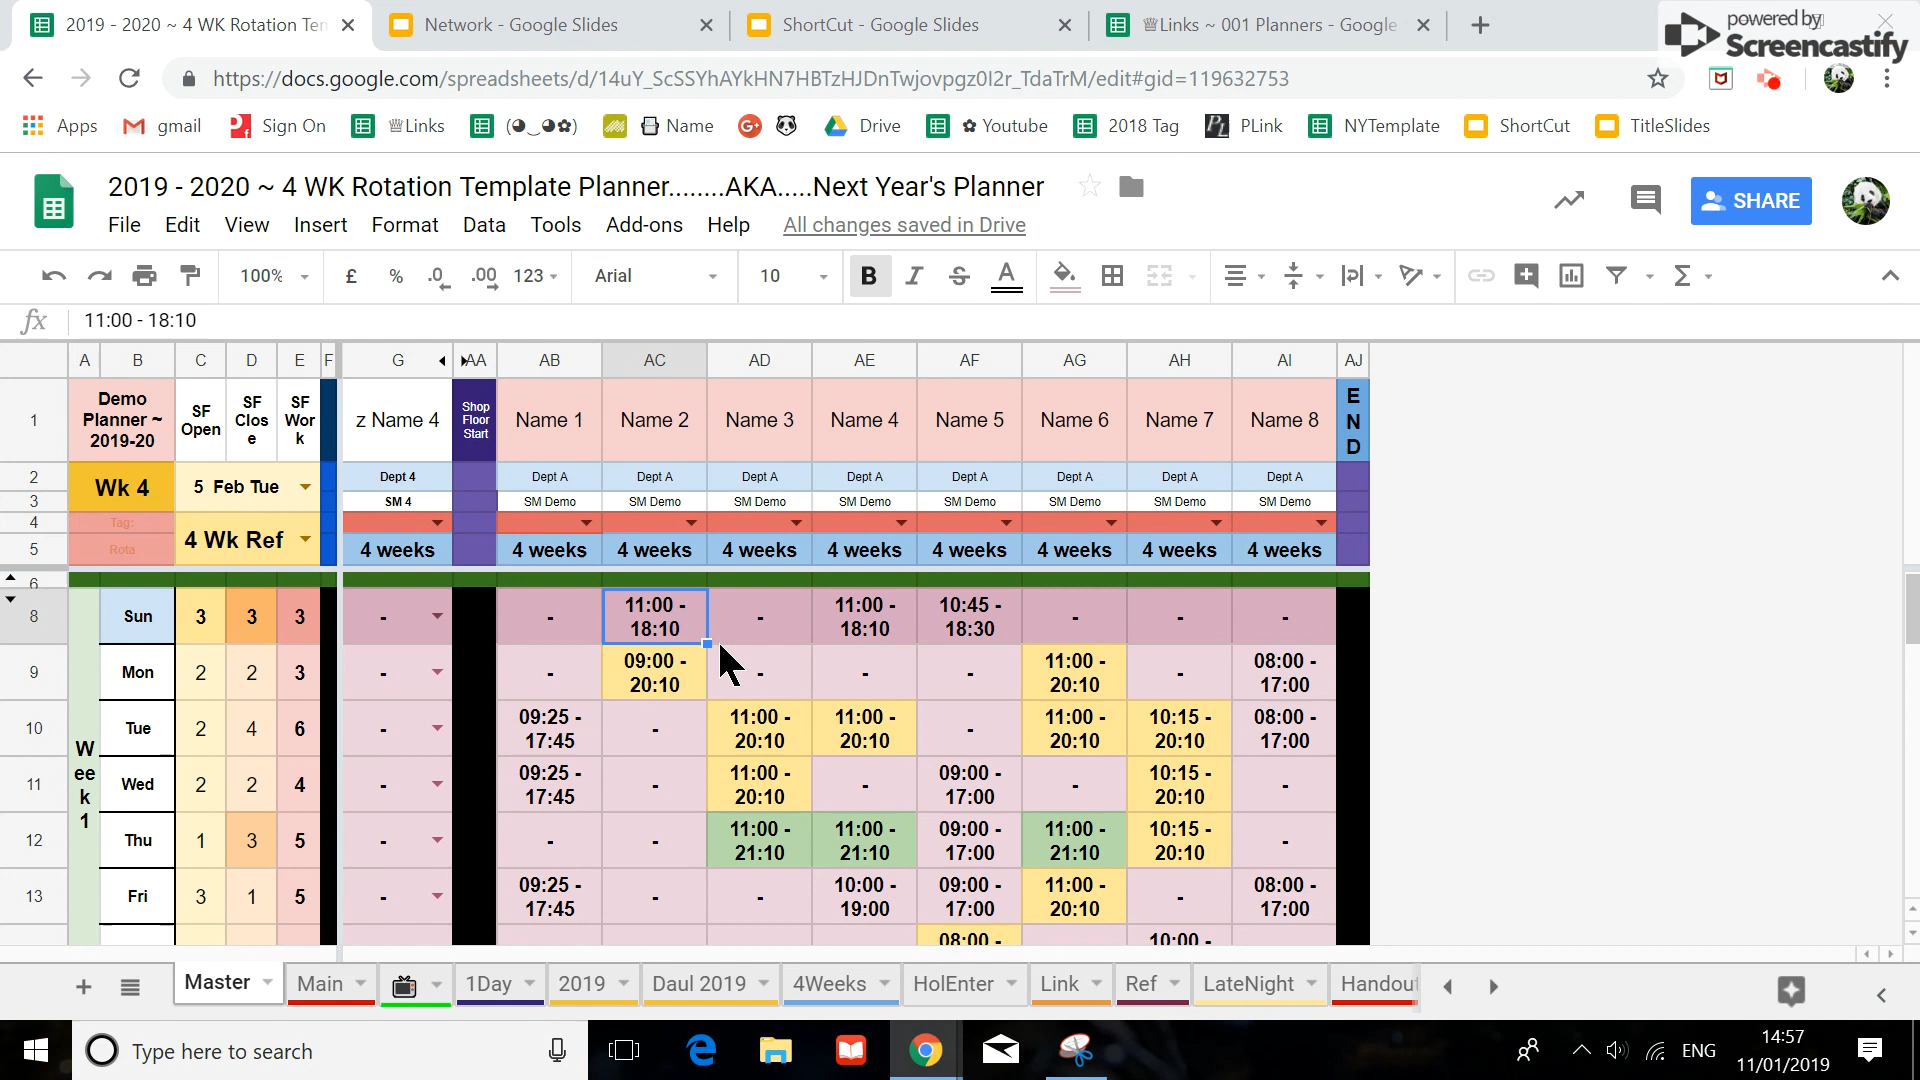 2019 - 2020 ~ 4 WK Rotation Ten
Network - Google Slides
ShortCut - Google Slides
♕Links ~ 001 Planners - Google
powered by
Screencastify
https://docs.google.com/spreadsheets/d/14uY_ScSSYhAYkHN7HBTzHJDnTwjovpgz0I2r_TdaTrM/edit#gid=119632753
Apps gmail Sign On ♕Links (◕‿◕✿) Name Drive ✿ Youtube 2018 Tag PLink NYTemplate ShortCut TitleSlides
2019 - 2020 ~ 4 WK Rotation Template Planner........AKA.....Next Year's Planner
SHARE
File Edit View Insert Format Data Tools Add-ons Help All changes saved in Drive
100% £ % .0 .00 123 Arial 10 B I S A Σ
fx 11:00 - 18:10
A B C D E F G AA AB AC AD AE AF AG AH AI AJ
1 Demo Planner ~ 2019-20 SF Open SF Close SF Work z Name 4 Shop Floor Start Name 1 Name 2 Name 3 Name 4 Name 5 Name 6 Name 7 Name 8 END
2 Wk 4 5 Feb Tue Dept 4 Dept A Dept A Dept A Dept A Dept A Dept A Dept A Dept A
3 SM 4 SM Demo SM Demo SM Demo SM Demo SM Demo SM Demo SM Demo SM Demo
4 Tag: 4 Wk Ref
5 Rota 4 weeks 4 weeks 4 weeks 4 weeks 4 weeks 4 weeks 4 weeks 4 weeks 4 weeks
6
Week 1
8 Sun 3 3 3 - - 11:00 - 18:10 - 11:00 - 18:10 10:45 - 18:30 - - -
9 Mon 2 2 3 - - 09:00 - 20:10 - - - 11:00 - 20:10 - 08:00 - 17:00
10 Tue 2 4 6 - 09:25 - 17:45 - 11:00 - 20:10 11:00 - 20:10 - 11:00 - 20:10 10:15 - 20:10 08:00 - 17:00
11 Wed 2 2 4 - 09:25 - 17:45 - 11:00 - 20:10 - 09:00 - 17:00 - 10:15 - 20:10 -
12 Thu 1 3 5 - - - 11:00 - 21:10 11:00 - 21:10 09:00 - 17:00 11:00 - 21:10 10:15 - 20:10 -
13 Fri 3 1 5 - 09:25 - 17:45 - - 10:00 - 19:00 09:00 - 17:00 11:00 - 20:10 - 08:00 - 17:00
08:00 - 10:00 -
Master Main 1Day 2019 Daul 2019 4Weeks HolEnter Link Ref LateNight Handout
Type here to search
ENG
14:57
11/01/2019